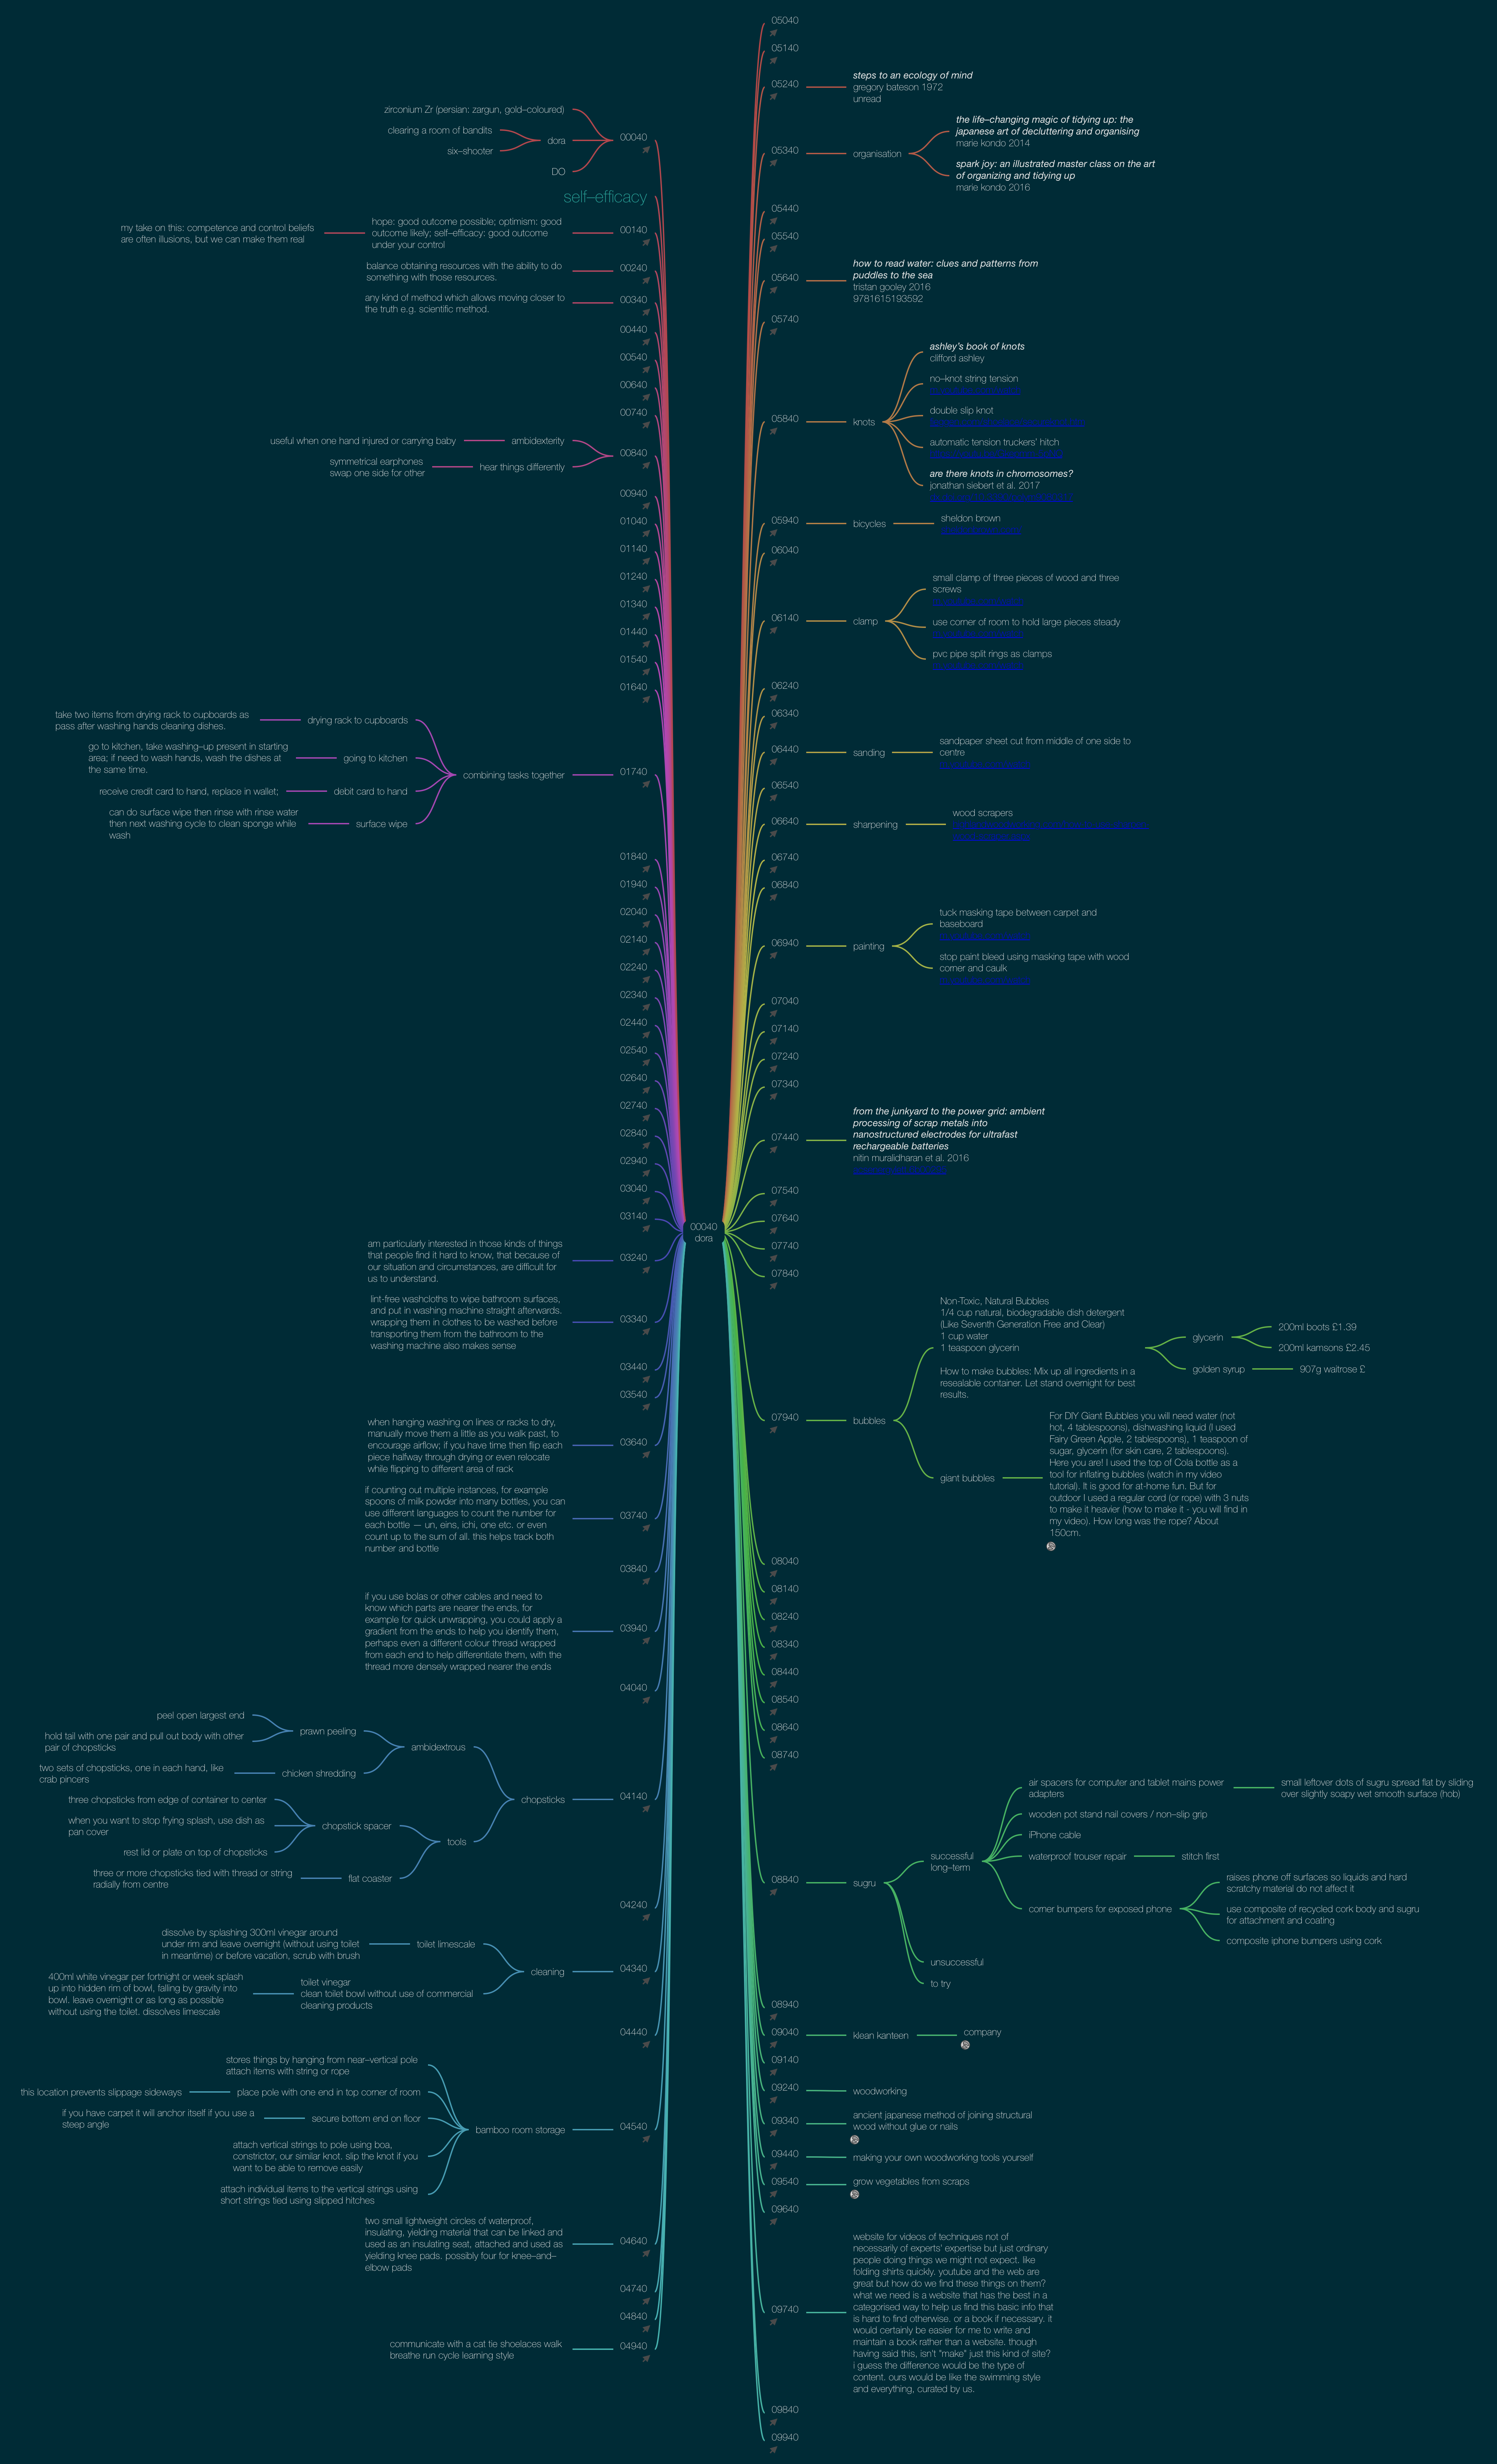 zirconium Zr (persian: zargun, gold–coloured)
clearing a room of bandits
six–shooter
dora
DO
00040
self–efficacy
my take on this: competence and control beliefs
are often illusions, but we can make them real
hope: good outcome possible; optimism: good
outcome likely; self–efficacy: good outcome
under your control
00140
balance obtaining resources with the ability to do
something with those resources.
00240
any kind of method which allows moving closer to
the truth e.g. scientific method.
00340
00440
00540
00640
00740
useful when one hand injured or carrying baby
ambidexterity
symmetrical earphones
swap one side for other
hear things differently
00840
00940
01040
01140
01240
01340
01440
01540
01640
take two items from drying rack to cupboards as
pass after washing hands cleaning dishes.
drying rack to cupboards
go to kitchen, take washing–up present in starting
area; if need to wash hands, wash the dishes at
the same time.
going to kitchen
receive credit card to hand, replace in wallet;
debit card to hand
can do surface wipe then rinse with rinse water
then next washing cycle to clean sponge while
wash
surface wipe
combining tasks together
01740
01840
01940
02040
02140
02240
02340
02440
02540
02640
02740
02840
02940
03040
03140
am particularly interested in those kinds of things
that people find it hard to know, that because of
our situation and circumstances, are difficult for
us to understand.
03240
lint-free washcloths to wipe bathroom surfaces,
and put in washing machine straight afterwards.
wrapping them in clothes to be washed before
transporting them from the bathroom to the
washing machine also makes sense
03340
03440
03540
when hanging washing on lines or racks to dry,
manually move them a little as you walk past, to
encourage airflow; if you have time then flip each
piece halfway through drying or even relocate
while flipping to different area of rack
03640
if counting out multiple instances, for example
spoons of milk powder into many bottles, you can
use different languages to count the number for
each bottle — un, eins, ichi, one etc. or even
count up to the sum of all. this helps track both
number and bottle
03740
03840
if you use bolas or other cables and need to
know which parts are nearer the ends, for
example for quick unwrapping, you could apply a
gradient from the ends to help you identify them,
perhaps even a different colour thread wrapped
from each end to help differentiate them, with the
thread more densely wrapped nearer the ends
03940
04040
peel open largest end
hold tail with one pair and pull out body with other
pair of chopsticks
prawn peeling
two sets of chopsticks, one in each hand, like
crab pincers
chicken shredding
ambidextrous
three chopsticks from edge of container to center
when you want to stop frying splash, use dish as
pan cover
rest lid or plate on top of chopsticks
chopstick spacer
three or more chopsticks tied with thread or string
radially from centre
flat coaster
tools
chopsticks
04140
04240
dissolve by splashing 300ml vinegar around
under rim and leave overnight (without using toilet
in meantime) or before vacation, scrub with brush
toilet limescale
400ml white vinegar per fortnight or week splash
up into hidden rim of bowl, falling by gravity into
bowl. leave overnight or as long as possible
without using the toilet. dissolves limescale
toilet vinegar
clean toilet bowl without use of commercial
cleaning products
cleaning
04340
04440
stores things by hanging from near–vertical pole
attach items with string or rope
this location prevents slippage sideways
place pole with one end in top corner of room
if you have carpet it will anchor itself if you use a
steep angle
secure bottom end on floor
attach vertical strings to pole using boa,
constrictor, our similar knot. slip the knot if you
want to be able to remove easily
attach individual items to the vertical strings using
short strings tied using slipped hitches
bamboo room storage
04540
two small lightweight circles of waterproof,
insulating, yielding material that can be linked and
used as an insulating seat, attached and used as
yielding knee pads. possibly four for knee–and–
elbow pads
04640
04740
04840
communicate with a cat tie shoelaces walk
breathe run cycle learning style
04940
00040
dora
05040
05140
05240
steps to an ecology of mind
gregory bateson 1972
unread
05340
organisation
the life–changing magic of tidying up: the
japanese art of decluttering and organising
marie kondo 2014
spark joy: an illustrated master class on the art
of organizing and tidying up
marie kondo 2016
05440
05540
05640
how to read water: clues and patterns from
puddles to the sea
tristan gooley 2016
9781615193592
05740
05840
knots
ashley's book of knots
clifford ashley
no–knot string tension
double slip knot
automatic tension truckers' hitch
are there knots in chromosomes?
jonathan siebert et al. 2017
05940
bicycles
sheldon brown
06040
06140
clamp
small clamp of three pieces of wood and three
screws
use corner of room to hold large pieces steady
pvc pipe split rings as clamps
06240
06340
06440
sanding
sandpaper sheet cut from middle of one side to
centre
06540
06640
sharpening
wood scrapers
06740
06840
06940
painting
tuck masking tape between carpet and
baseboard
stop paint bleed using masking tape with wood
corner and caulk
07040
07140
07240
07340
07440
from the junkyard to the power grid: ambient
processing of scrap metals into
nanostructured electrodes for ultrafast
rechargeable batteries
nitin muralidharan et al. 2016
07540
07640
07740
07840
07940
bubbles
Non-Toxic, Natural Bubbles
1/4 cup natural, biodegradable dish detergent
(Like Seventh Generation Free and Clear)
1 cup water
1 teaspoon glycerin
How to make bubbles: Mix up all ingredients in a
resealable container. Let stand overnight for best
results.
glycerin
200ml boots £1.39
200ml kamsons £2.45
golden syrup
907g waitrose £
giant bubbles
For DIY Giant Bubbles you will need water (not
hot, 4 tablespoons), dishwashing liquid (I used
Fairy Green Apple, 2 tablespoons), 1 teaspoon of
sugar, glycerin (for skin care, 2 tablespoons).
Here you are! I used the top of Cola bottle as a
tool for inflating bubbles (watch in my video
tutorial). It is good for at-home fun. But for
outdoor I used a regular cord (or rope) with 3 nuts
to make it heavier (how to make it - you will find in
my video). How long was the rope? About
150cm.
08040
08140
08240
08340
08440
08540
08640
08740
08840
sugru
successful
long–term
air spacers for computer and tablet mains power
adapters
small leftover dots of sugru spread flat by sliding
over slightly soapy wet smooth surface (hob)
wooden pot stand nail covers / non–slip grip
iPhone cable
waterproof trouser repair
stitch first
corner bumpers for exposed phone
raises phone off surfaces so liquids and hard
scratchy material do not affect it
use composite of recycled cork body and sugru
for attachment and coating
composite iphone bumpers using cork
unsuccessful
to try
08940
09040
klean kanteen
company
09140
09240
woodworking
09340
ancient japanese method of joining structural
wood without glue or nails
09440
making your own woodworking tools yourself
09540
grow vegetables from scraps
09640
09740
website for videos of techniques not of
necessarily of experts' expertise but just ordinary
people doing things we might not expect. like
folding shirts quickly. youtube and the web are
great but how do we find these things on them?
what we need is a website that has the best in a
categorised way to help us find this basic info that
is hard to find otherwise. or a book if necessary. it
would certainly be easier for me to write and
maintain a book rather than a website. though
having said this, isn't "make" just this kind of site?
i guess the difference would be the type of
content. ours would be like the swimming style
and everything, curated by us.
09840
09940